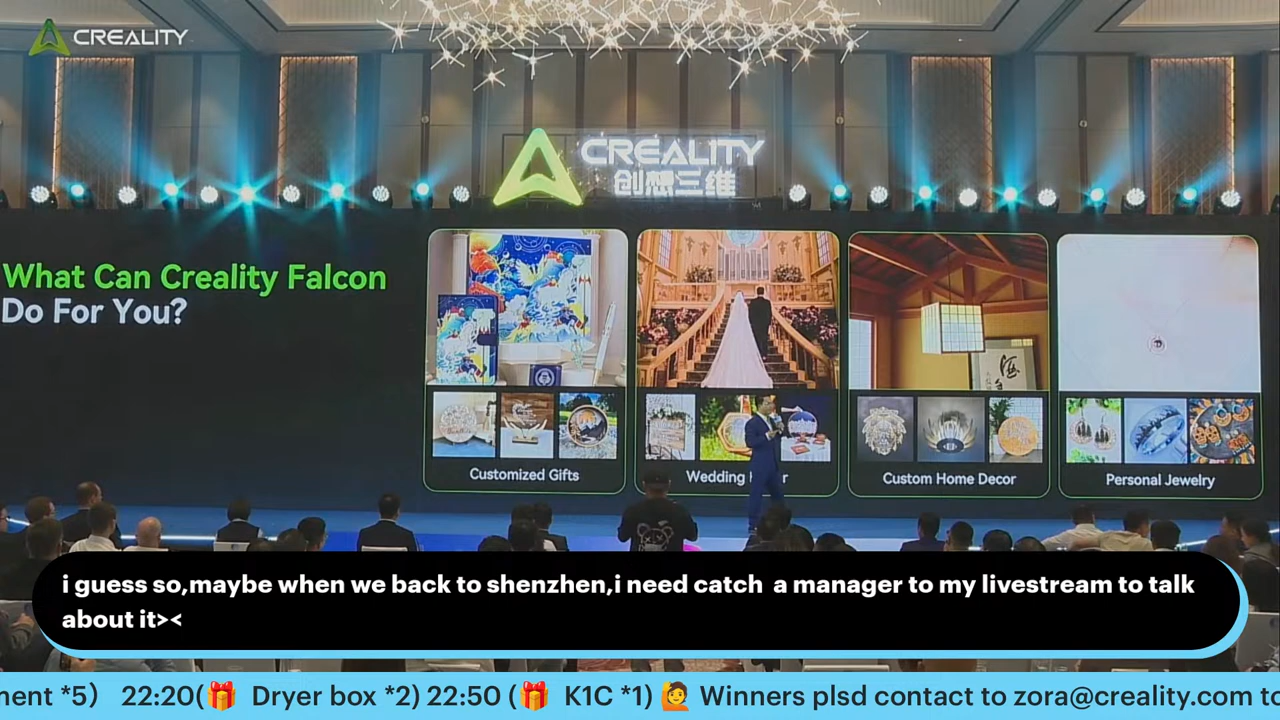 CREALITY
CREALITY
创想三维
What Can Creality Falcon
Do For You?
Customized Gifts
Wedding
Custom Home Decor
Personal Jewelry
i guess so,maybe when we back to shenzhen,i need catch a manager to my livestream to talk
about it><
ment *5） 22:20(🎁 Dryer box *2) 22:50 (🎁 K1C *1) 🙋 Winners plsd contact to zora@creality.com to